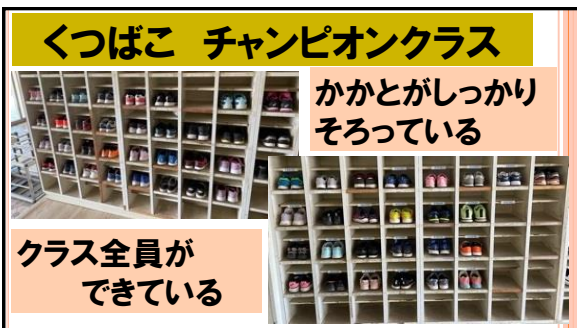 くつばこ　チャンピオンクラス
かかとがしっかり
そろっている
クラス全員が
できている